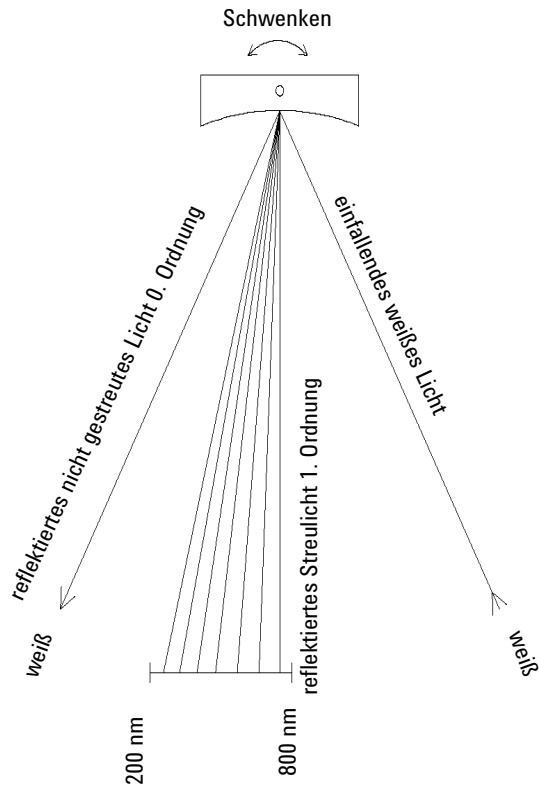 Schwenken
reflektiertes nicht gestreutes Licht 0. Ordnung
einfallendes weißes Licht
reflektiertes Streulicht 1. Ordnung
weiß
weiß
200 nm
800 nm